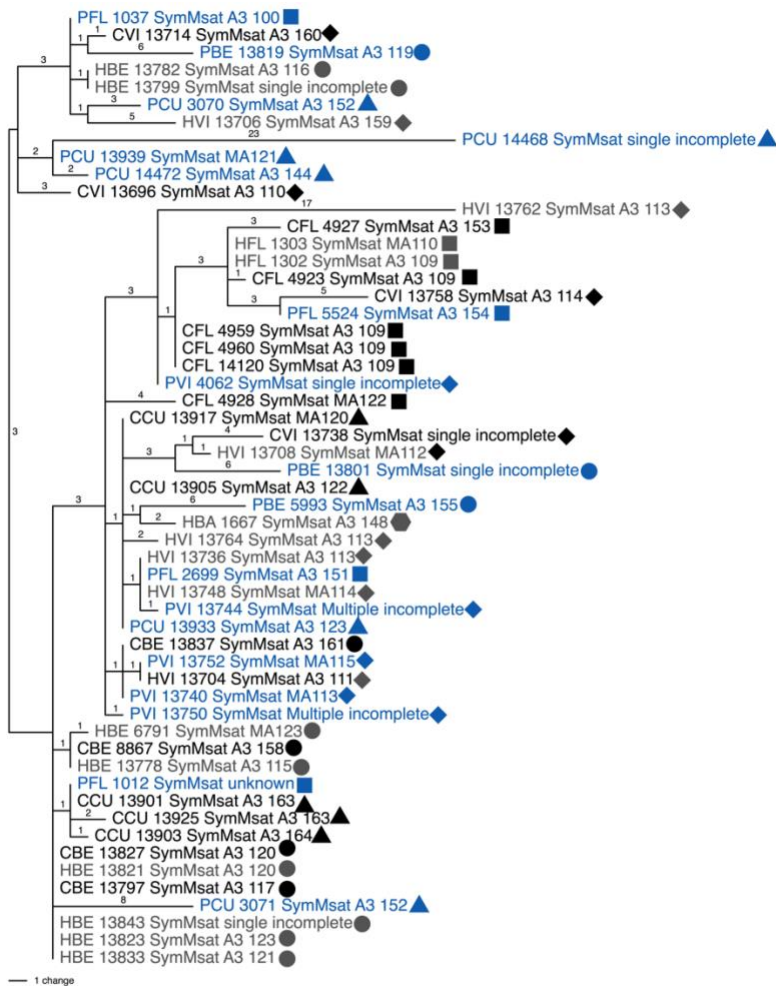 PFL 1037 SymMsat A3 100
1
CVI 13714 SymMsat A3 160
1
6
PBE 13819 SymMsat A3 119
3
HBE 13782 SymMsat A3 116
1
HBE 13799 SymMsat single incomplete
3
PCU 3070 SymMsat A3 152
1
5
HVI 13706 SymMsat A3 159
23
PCU 14468 SymMsat single incomplete
2
PCU 13939 SymMsat MA121
2
PCU 14472 SymMsat A3 144
3
CVI 13696 SymMsat A3 110
17
HVI 13762 SymMsat A3 113
3
CFL 4927 SymMsat A3 153
HFL 1303 SymMsat MA110
3
HFL 1302 SymMsat A3 109
1
CFL 4923 SymMsat A3 109
3
5
CVI 13758 SymMsat A3 114
3
PFL 5524 SymMsat A3 154
1
CFL 4959 SymMsat A3 109
CFL 4960 SymMsat A3 109
CFL 14120 SymMsat A3 109
PVI 4062 SymMsat single incomplete
4
CFL 4928 SymMsat MA122
CCU 13917 SymMsat MA120
3
4
CVI 13738 SymMsat single incomplete
1
1
HVI 13708 SymMsat MA112
3
6
PBE 13801 SymMsat single incomplete
CCU 13905 SymMsat A3 122
3
6
PBE 5993 SymMsat A3 155
1
1
2
HBA 1667 SymMsat A3 148
2
HVI 13764 SymMsat A3 113
HVI 13736 SymMsat A3 113
1
PFL 2699 SymMsat A3 151
HVI 13748 SymMsat MA114
1
PVI 13744 SymMsat Multiple incomplete
PCU 13933 SymMsat A3 123
CBE 13837 SymMsat A3 161
1
1
PVI 13752 SymMsat MA115
HVI 13704 SymMsat A3 111
PVI 13740 SymMsat MA113
1
PVI 13750 SymMsat Multiple incomplete
HBE 6791 SymMsat MA123
1
CBE 8867 SymMsat A3 158
HBE 13778 SymMsat A3 115
PFL 1012 SymMsat unknown
1
CCU 13901 SymMsat A3 163
2
CCU 13925 SymMsat A3 163
1
CCU 13903 SymMsat A3 164
CBE 13827 SymMsat A3 120
HBE 13821 SymMsat A3 120
CBE 13797 SymMsat A3 117
8
PCU 3071 SymMsat A3 152
HBE 13843 SymMsat single incomplete
HBE 13823 SymMsat A3 123
HBE 13833 SymMsat A3 121
1 change